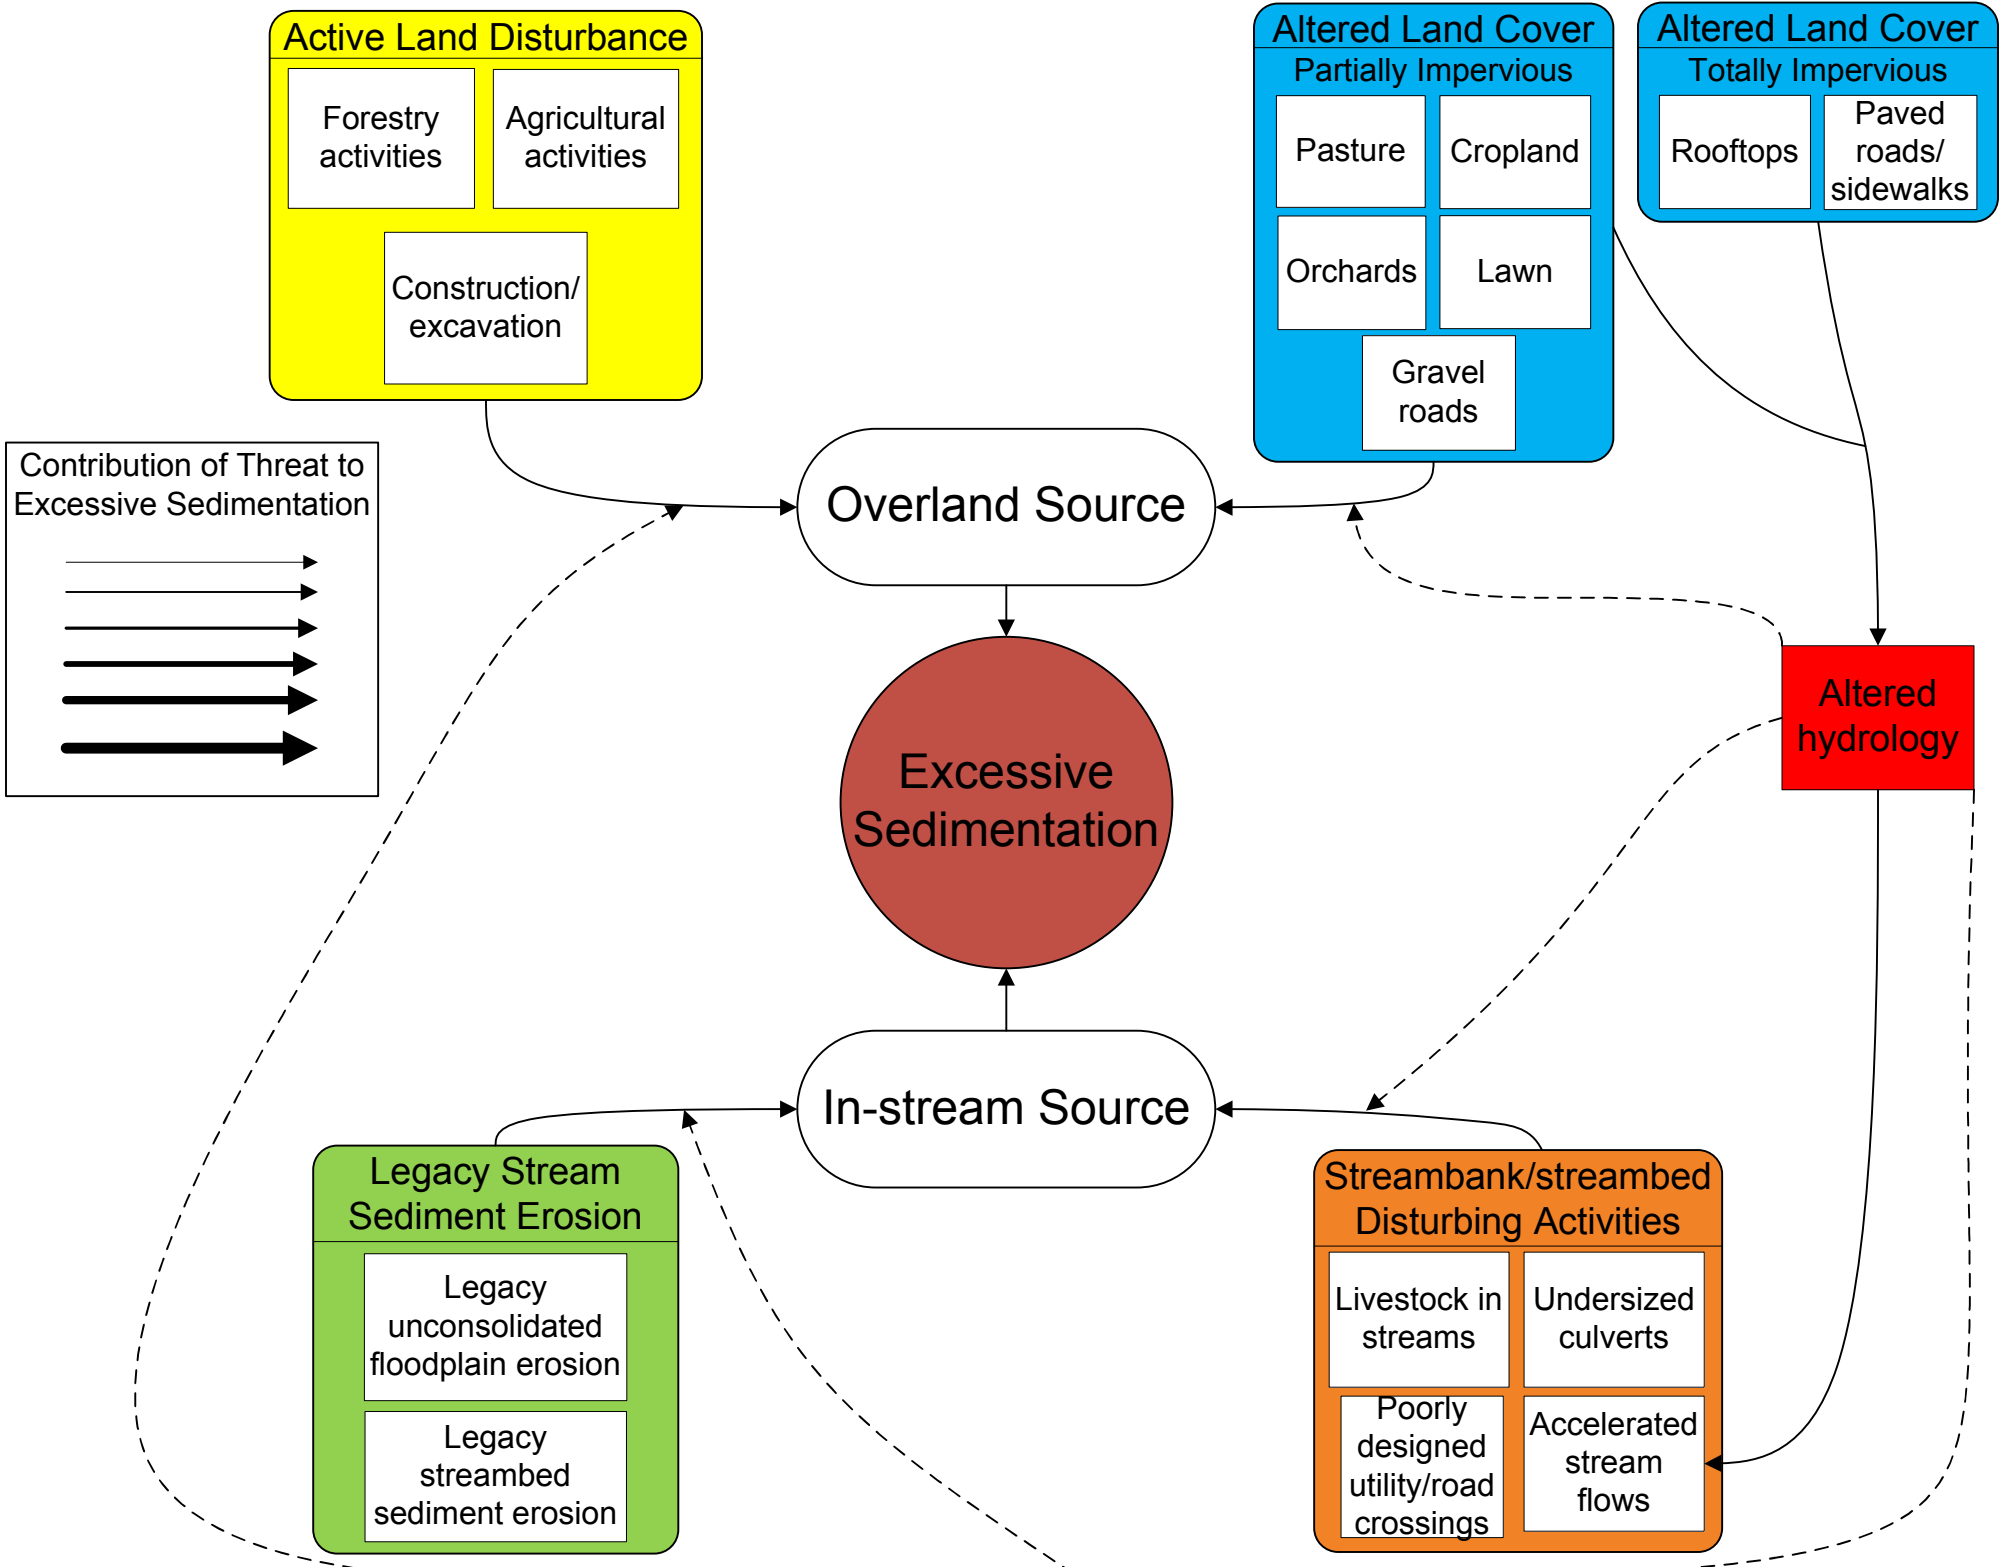 Active Land Disturbance
Forestry
activities
Agricultural
activities
Construction/
excavation
Altered Land Cover
Partially Impervious
Pasture
Cropland
Orchards
Lawn
Gravel
roads
Altered Land Cover
Totally Impervious
Rooftops
Paved
roads/
sidewalks
Contribution of Threat to
Excessive Sedimentation
Overland Source
Excessive
Sedimentation
Altered
hydrology
In-stream Source
Legacy Stream
Sediment Erosion
Legacy
unconsolidated
floodplain erosion
Legacy
streambed
sediment erosion
Streambank/streambed
Disturbing Activities
Livestock in
streams
Undersized
culverts
Poorly
designed
utility/road
crossings
Accelerated
stream
flows